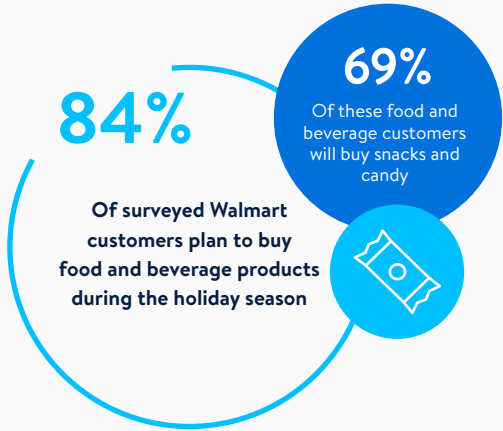 84%
Of surveyed Walmart
customers plan to buy
food and beverage products
during the holiday season
69%
Of these food and
beverage customers
will buy snacks and
candy